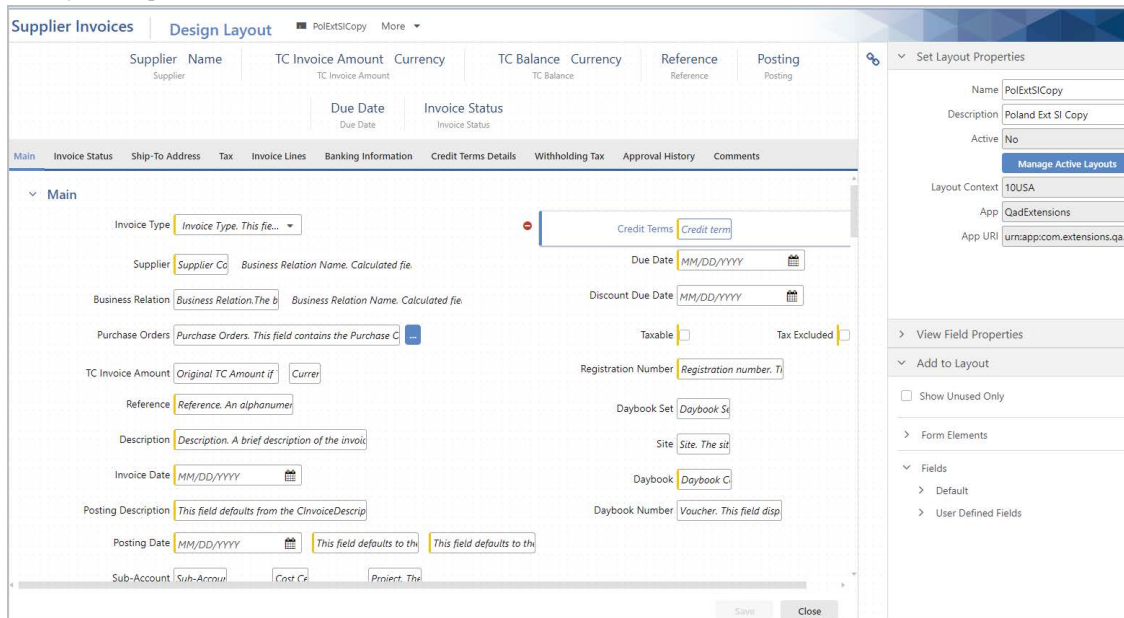 Supplier Invoices Design Layout PolExtSICopy More
Supplier Name TC Invoice Amount Currency TC Balance Currency Reference Posting
Supplier TC Invoice Amount TC Balance Reference Posting
Due Date Invoice Status
Due Date Invoice Status
Main Invoice Status Ship-To Address Tax Invoice Lines Banking Information Credit Terms Details Withholding Tax Approval History Comments
Main
Invoice Type Invoice Type. This fie...
Supplier Supplier Co Business Relation Name. Calculated fie
Business Relation Business Relation.The b Business Relation Name. Calculated fie
Purchase Orders Purchase Orders. This field contains the Purchase O ...
TC Invoice Amount Original TC Amount if Curren
Reference Reference. An alphanumer
Description Description. A brief description of the invoic
Invoice Date MM/DD/YYYY
Posting Description This field defaults from the CInvoiceDescrip
Posting Date MM/DD/YYYY This field defaults to the This field defaults to the
Sub-Account Sub-Accour Cost Ce Project. The
Credit Terms Credit term
Due Date MM/DD/YYYY
Discount Due Date MM/DD/YYYY
Taxable Tax Excluded
Registration Number Registration number. Ti
Daybook Set Daybook Se
Site Site. The sit
Daybook Daybook Co
Daybook Number Voucher. This field disp
Save Close
Set Layout Properties
Name PolExtSICopy
Description Poland Ext SI Copy
Active No
Manage Active Layouts
Layout Context 10USA
App QadExtensions
App URI urn:app:com.extensions.qa
View Field Properties
Add to Layout
Show Unused Only
Form Elements
Fields
Default
User Defined Fields